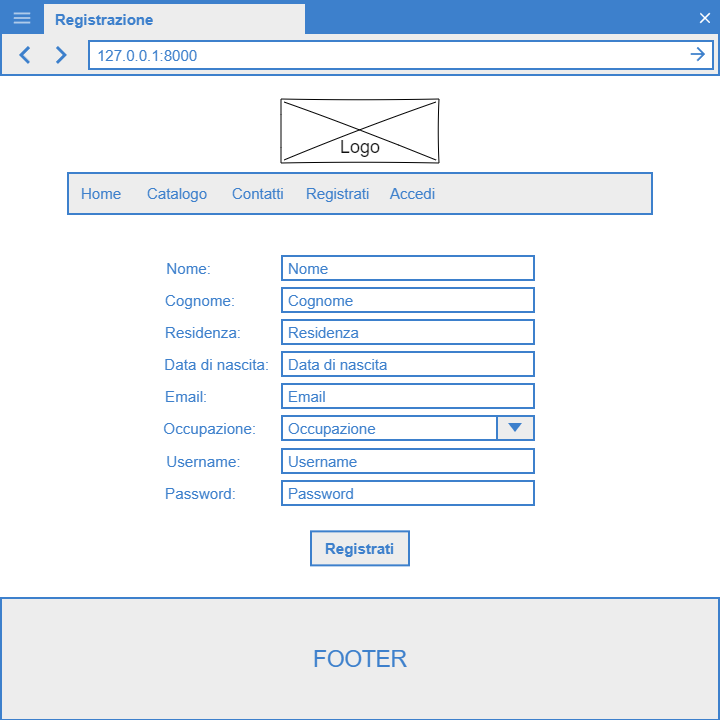 Registrazione
127.0.0.1:8000
Logo
Home Catalogo Contatti Registrati Accedi
Nome: Nome
Cognome: Cognome
Residenza: Residenza
Data di nascita: Data di nascita
Email: Email
Occupazione: Occupazione
Username: Username
Password: Password
Registrati
FOOTER